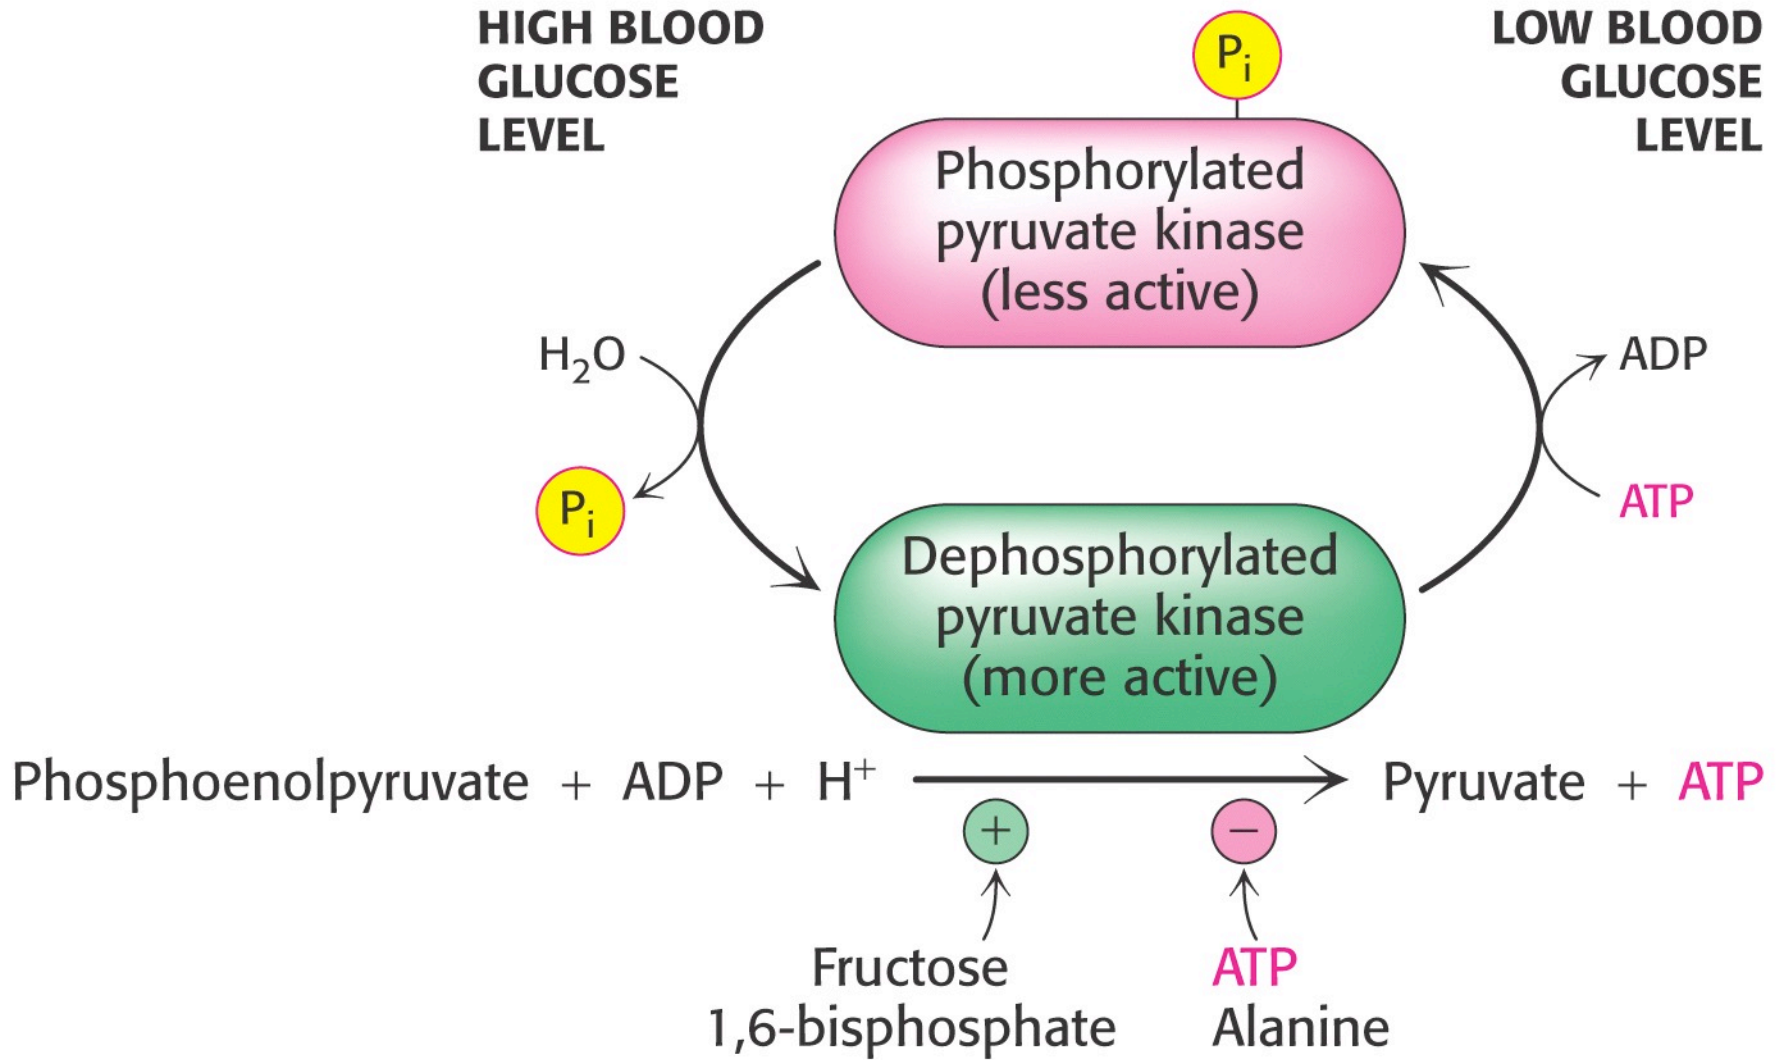 HIGH BLOOD
GLUCOSE
LEVEL
Pi
LOW BLOOD
GLUCOSE
LEVEL
Phosphorylated
pyruvate kinase
(less active)
H₂O
Pi
ADP
ATP
Dephosphorylated
pyruvate kinase
(more active)
Phosphoenolpyruvate + ADP + H⁺ Pyruvate + ATP
+
−
Fructose
1,6-bisphosphate
ATP
Alanine